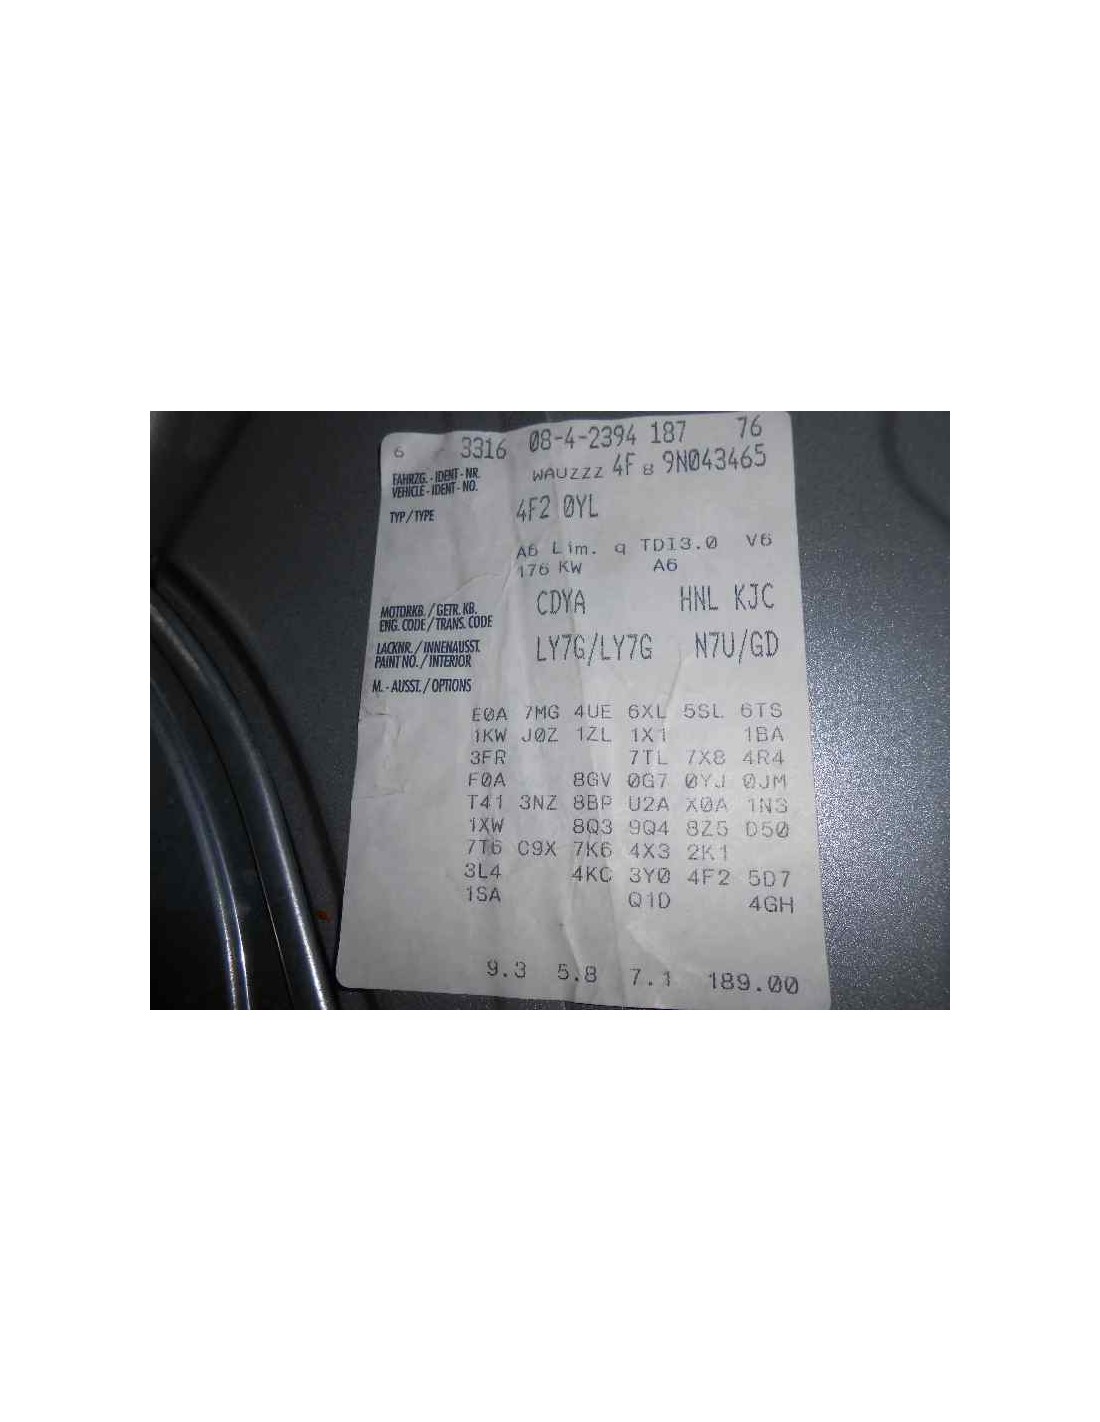 6 3316 08-4-2394 187 76
FAHRZG.-IDENT-NR. WAUZZZ 4F 8 9N043465
VEHICLE-IDENT-NO.
TYP/TYPE 4F2 0YL
A6 Lim. q TDI3.0 V6
176 KW A6
MOTORKB./GETR.KB. CDYA HNL KJC
ENG.CODE/TRANS.CODE
LACKNR./INNENAUSST. LY7G/LY7G N7U/GD
PAINTNO./INTERIOR
M.-AUSST./OPTIONS
E0A 7MG 4UE 6XL 5SL 6TS
1KW J0Z 1ZL 1X1 1BA
3FR 7TL 7X8 4R4
F0A 8GV 0G7 0YJ 0JM
T41 3NZ 8BP U2A X0A 1N3
1XW 8Q3 9Q4 8Z5 D50
7T6 C9X 7K6 4X3 2K1
3L4 4KC 3Y0 4F2 5D7
1SA Q1D 4GH
9.3 5.8 7.1 189.00